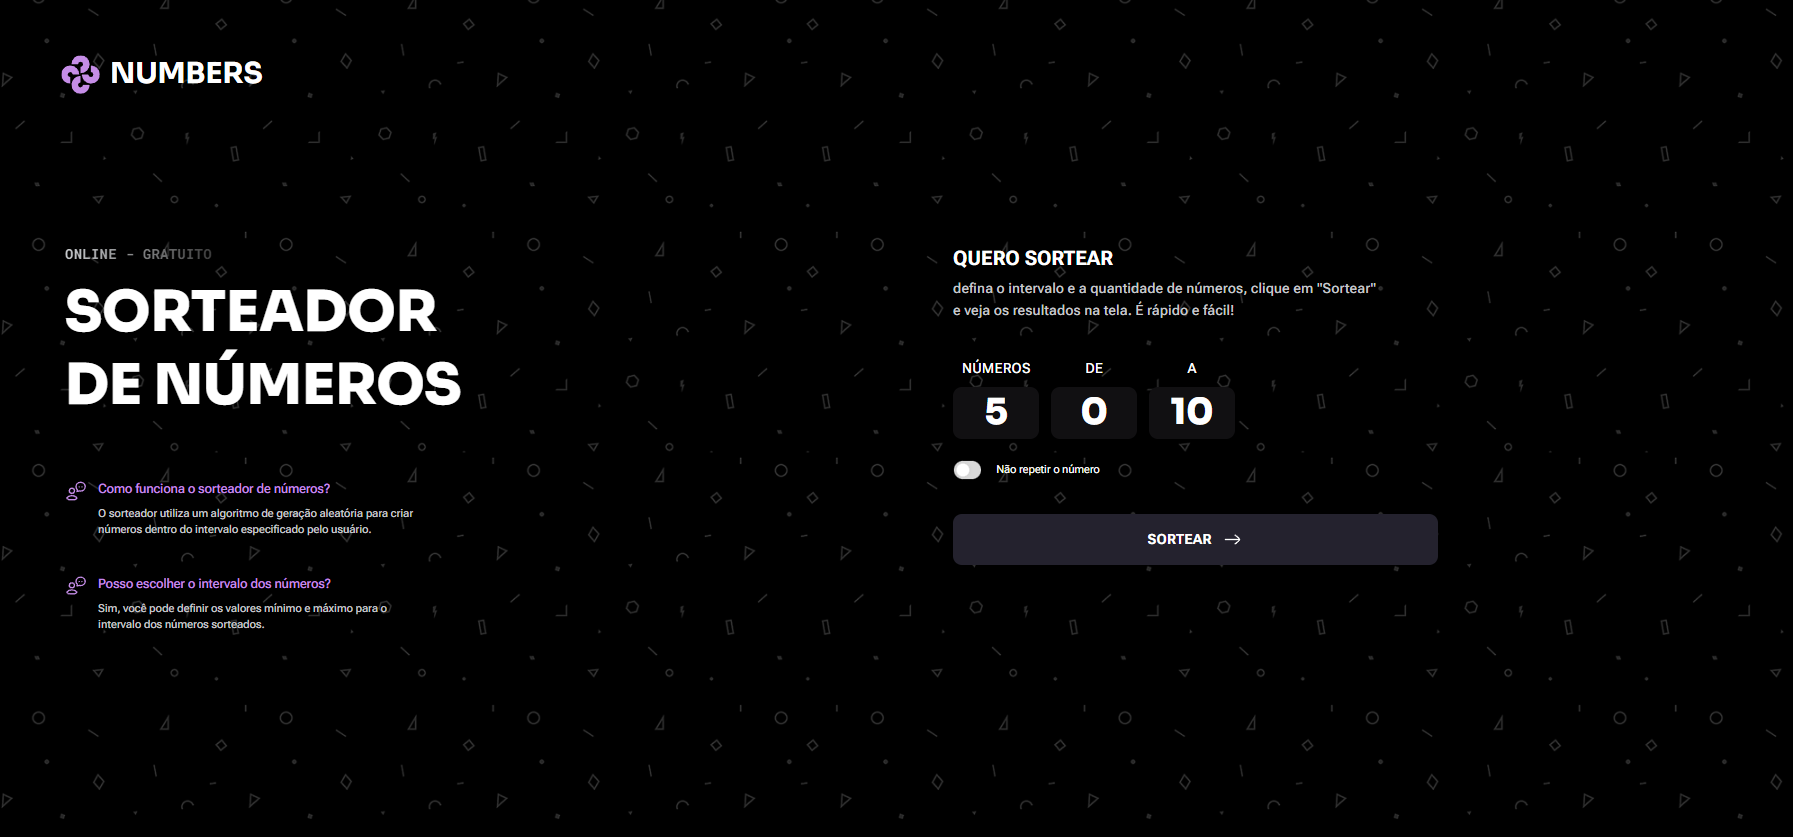 NUMBERS
ONLINE - GRATUITO
SORTEADOR
DE NÚMEROS
Como funciona o sorteador de números?
O sorteador utiliza um algoritmo de geração aleatória para criar
números dentro do intervalo especificado pelo usuário.
Posso escolher o intervalo dos números?
Sim, você pode definir os valores mínimo e máximo para o
intervalo dos números sorteados.
QUERO SORTEAR
defina o intervalo e a quantidade de números, clique em "Sortear"
e veja os resultados na tela. É rápido e fácil!
NÚMEROS DE A
5 0 10
Não repetir o número
SORTEAR →